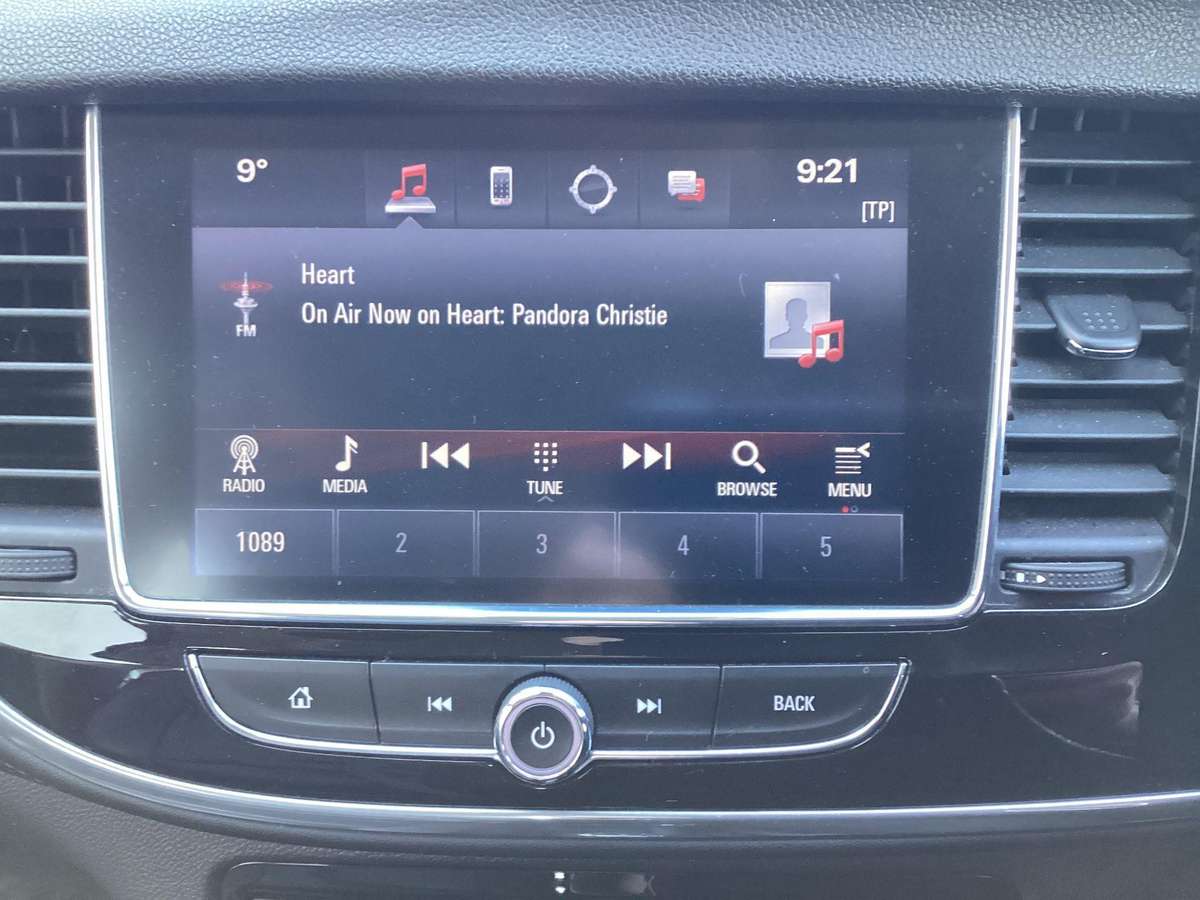 9° 9:21
[TP]
Heart
FM
On Air Now on Heart: Pandora Christie
RADIO MEDIA TUNE BROWSE MENU
1089 2 3 4 5
BACK